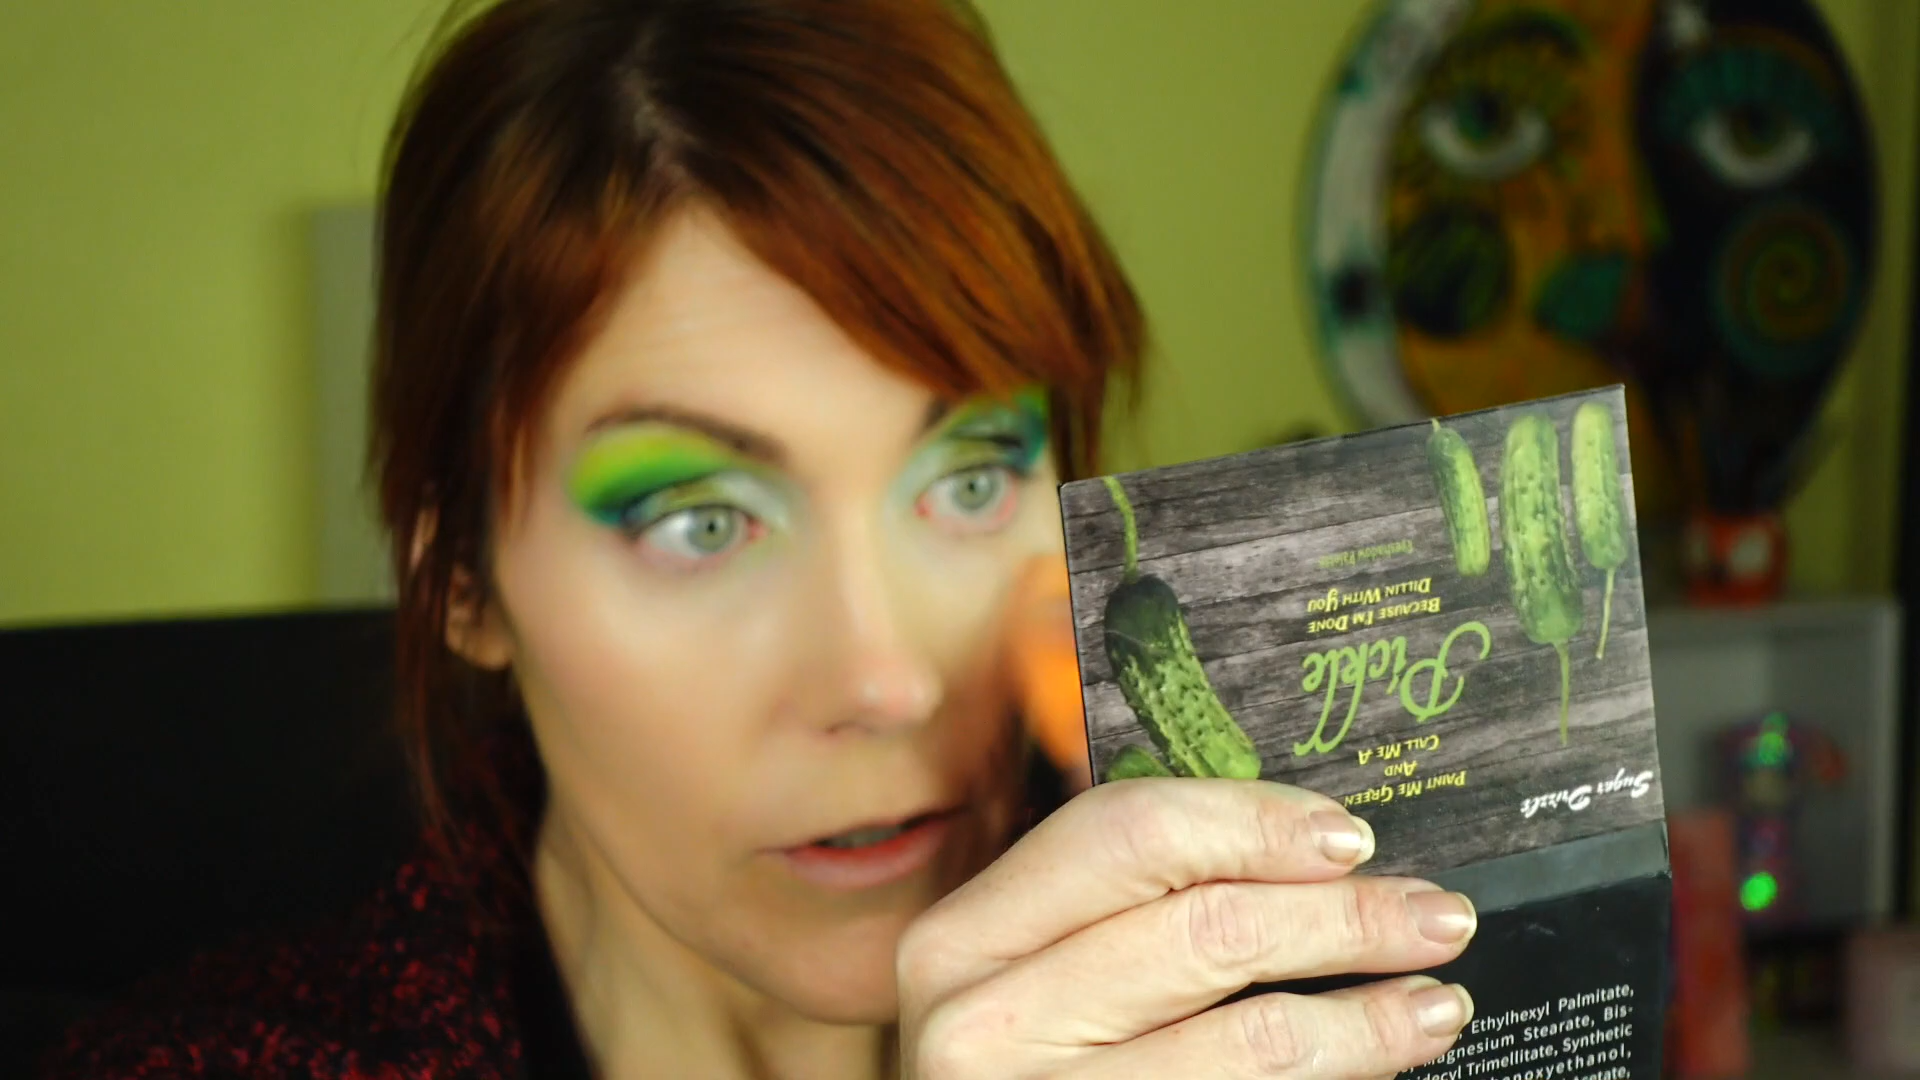 Sugar Drizzle
PAINT ME GREEN
AND
CALL ME A
Pickle
BECAUSE I'M DONE
DILLIN WITH YOU
Eyeshadow Palette
Ethylhexyl Palmitate,
Magnesium Stearate, Bis-
Trimellitate, Synthetic